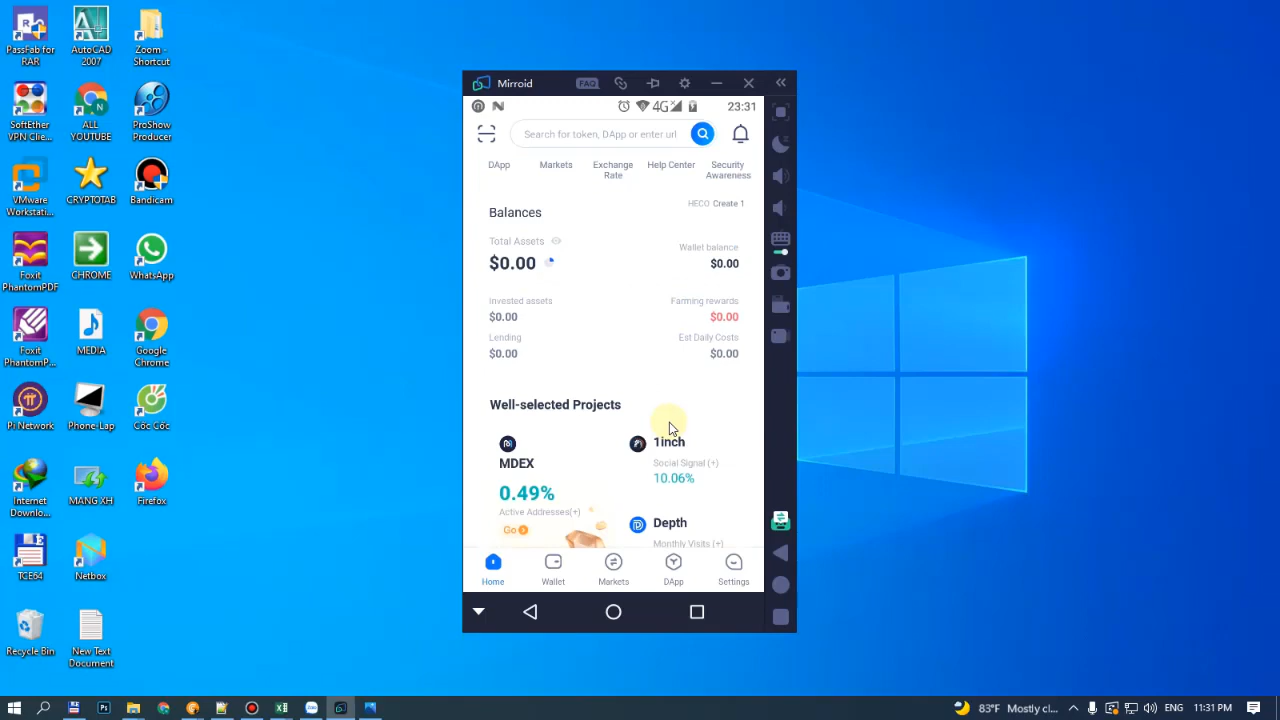 PassFab for
RAR
AutoCAD
2007
Zoom -
Shortcut
SoftEther
VPN Clie...
ALL
YOUTUBE
ProShow
Producer
VMware
Workstati...
CRYPTOTAB
Bandicam
Foxit
PhantomPDF
CHROME
WhatsApp
Foxit
PhantomP...
MEDIA
Google
Chrome
Pi Network
Phone-Lap
Cốc Cốc
Internet
Downlo...
MANG XH
Firefox
TCE64
Netbox
Recycle Bin
New Text
Document
Mirroid
FAQ
4G
23:31
Search for token, DApp or enter url
DApp
Markets
Exchange
Rate
Help Center
Security
Awareness
HECO Create 1
Balances
Total Assets
$0.00
Wallet balance
$0.00
Invested assets
$0.00
Farming rewards
$0.00
Lending
$0.00
Est Daily Costs
$0.00
Well-selected Projects
MDEX
0.49%
Active Addresses(+)
Go
1inch
Social Signal (+)
10.06%
Depth
Monthly Visits (+)
Home
Wallet
Markets
DApp
Settings
83°F Mostly cl...
ENG
11:31 PM